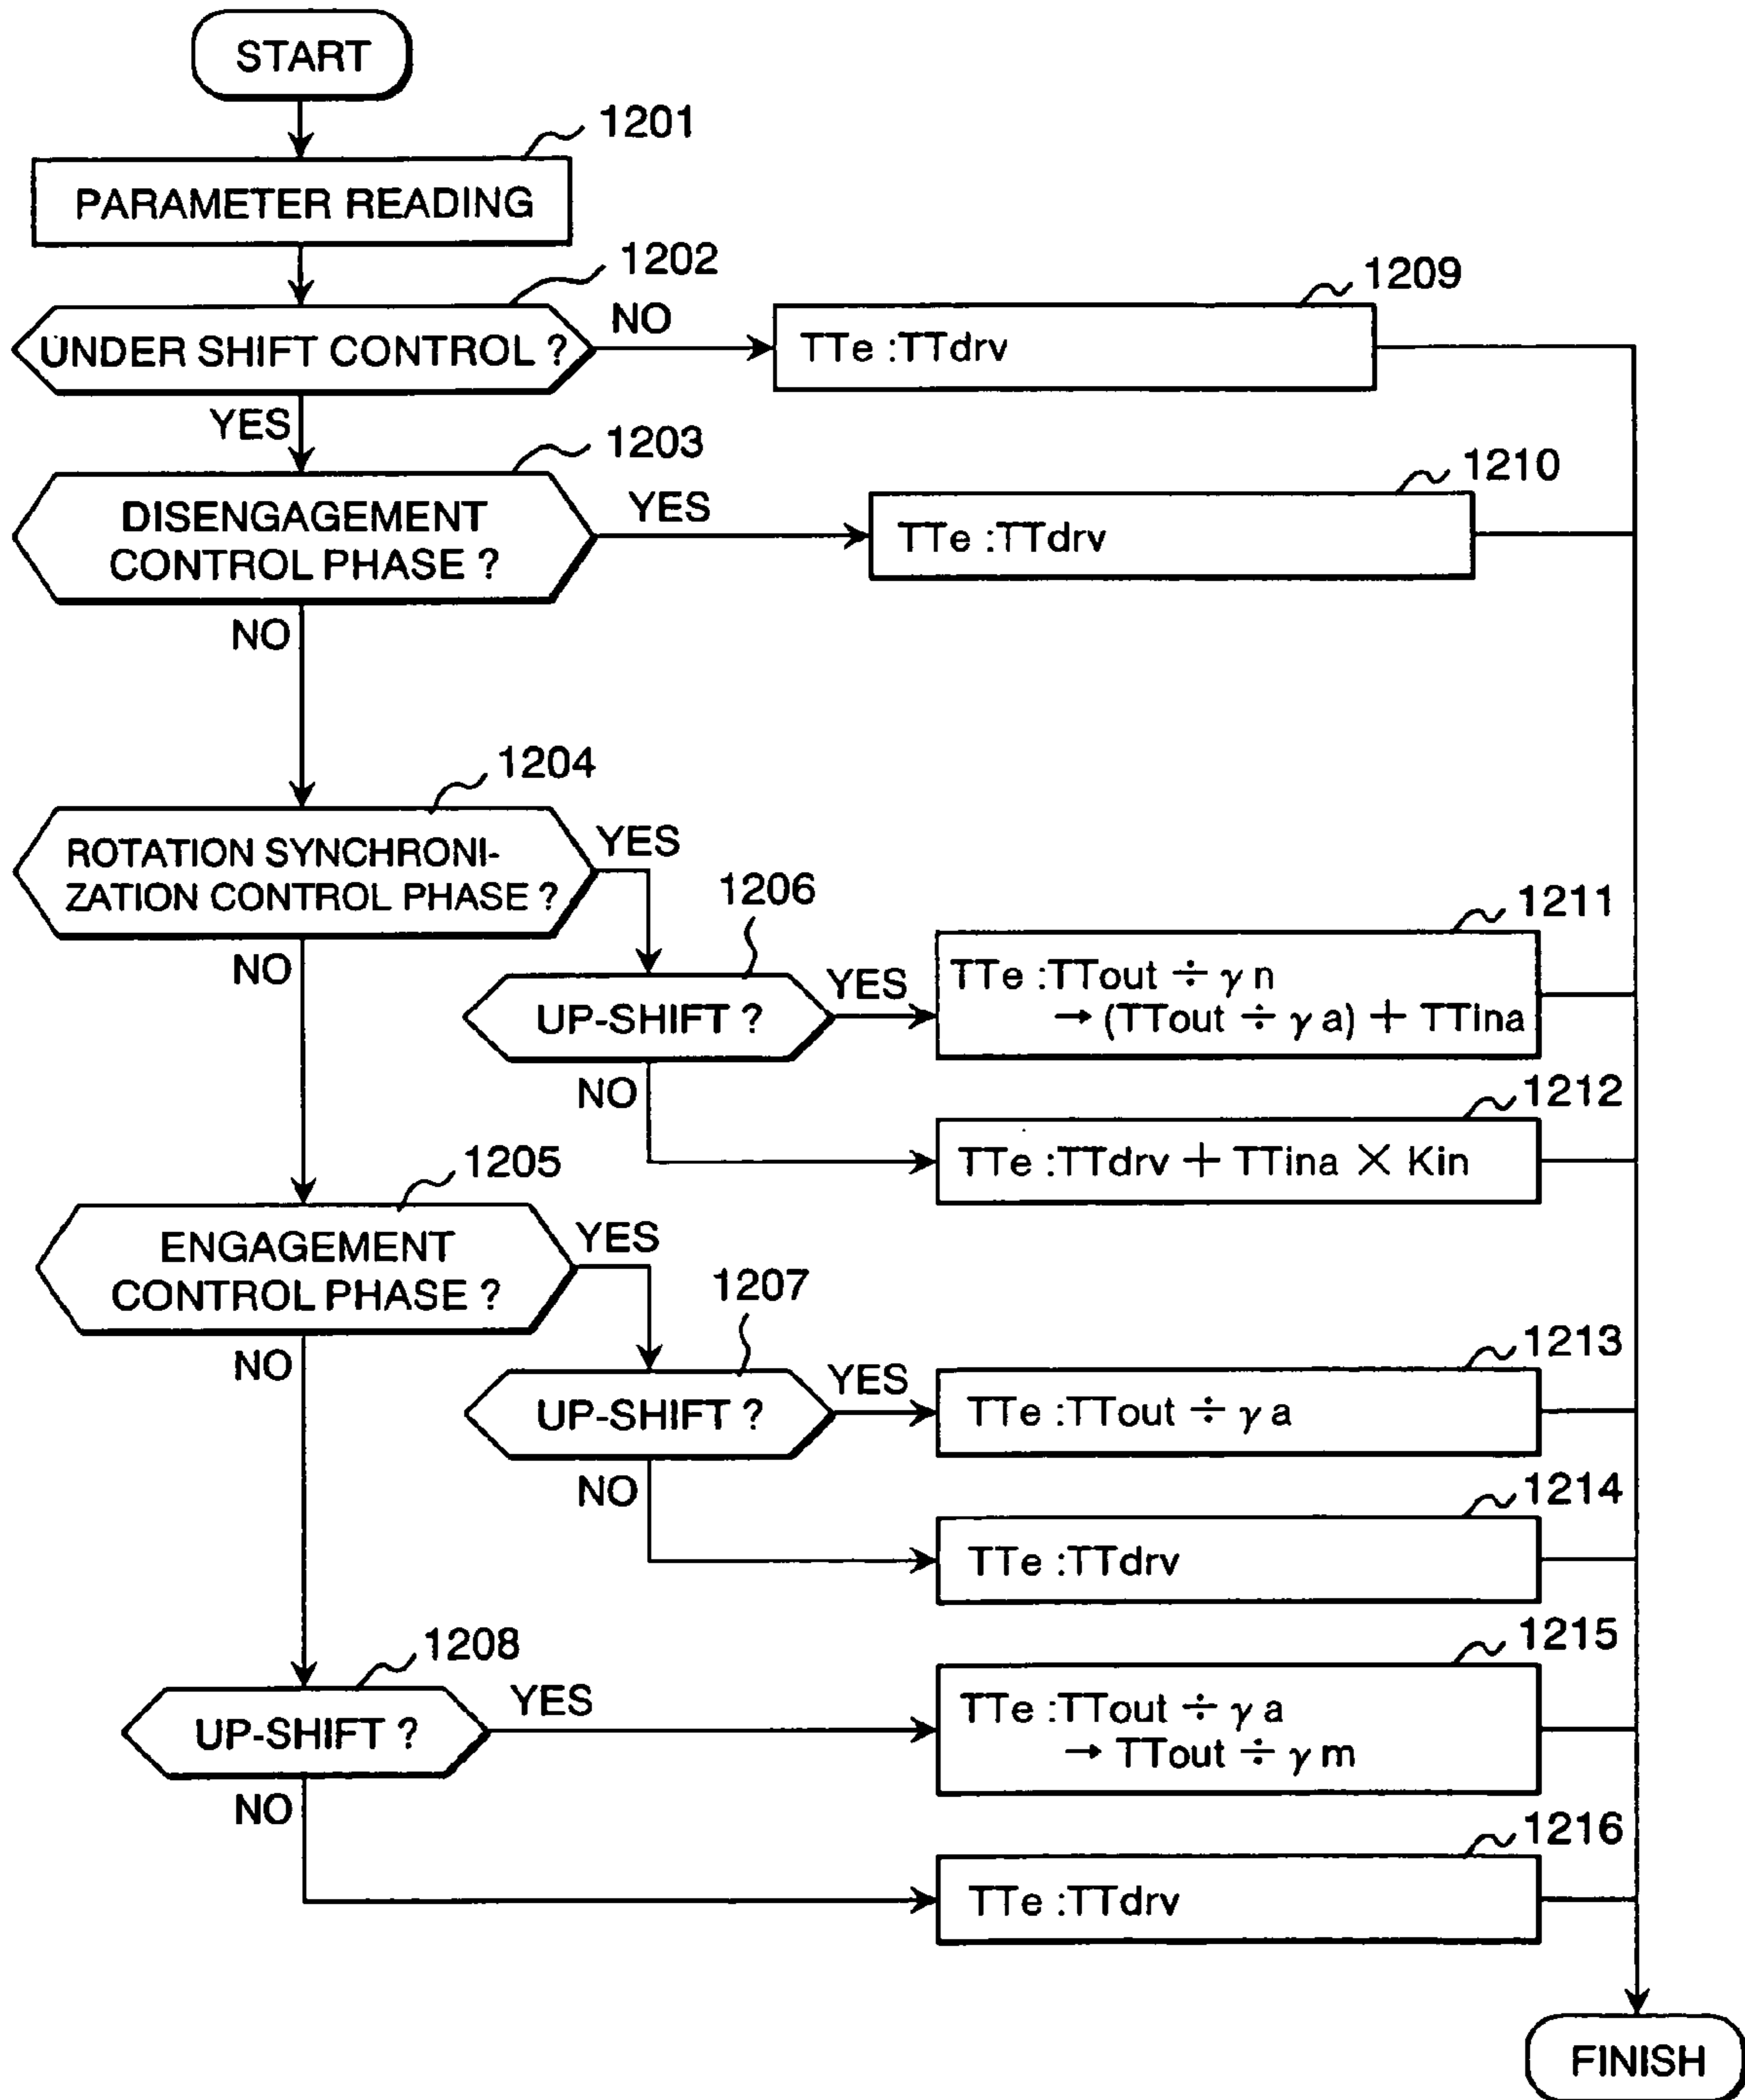 START
1201
PARAMETER READING
1202
UNDER SHIFT CONTROL ?
NO
1209
TTe :TTdrv
YES
1203
DISENGAGEMENT
CONTROL PHASE ?
YES
1210
TTe :TTdrv
NO
1204
ROTATION SYNCHRONI-
ZATION CONTROL PHASE ?
YES
1206
UP-SHIFT ?
YES
1211
TTe :TTout ÷ γ n
→ (TTout ÷ γ a) + TTina
NO
1212
TTe :TTdrv + TTina × Kin
NO
1205
ENGAGEMENT
CONTROL PHASE ?
YES
1207
UP-SHIFT ?
YES
1213
TTe :TTout ÷ γ a
NO
1214
TTe :TTdrv
NO
1208
UP-SHIFT ?
YES
1215
TTe :TTout ÷ γ a
→ TTout ÷ γ m
NO
1216
TTe :TTdrv
FINISH